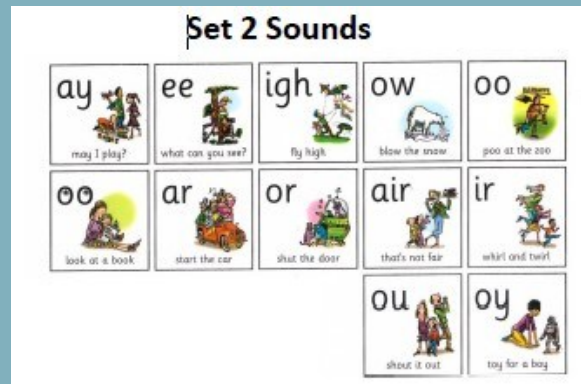 Set 2 Sounds
ay ee igh ow oo
may I play? what can you see? fly high blow the snow poo at the zoo
oo ar or air ir
look at a book start the car shut the door that's not fair whirl and twirl
ou oy
shout it out toy for a boy